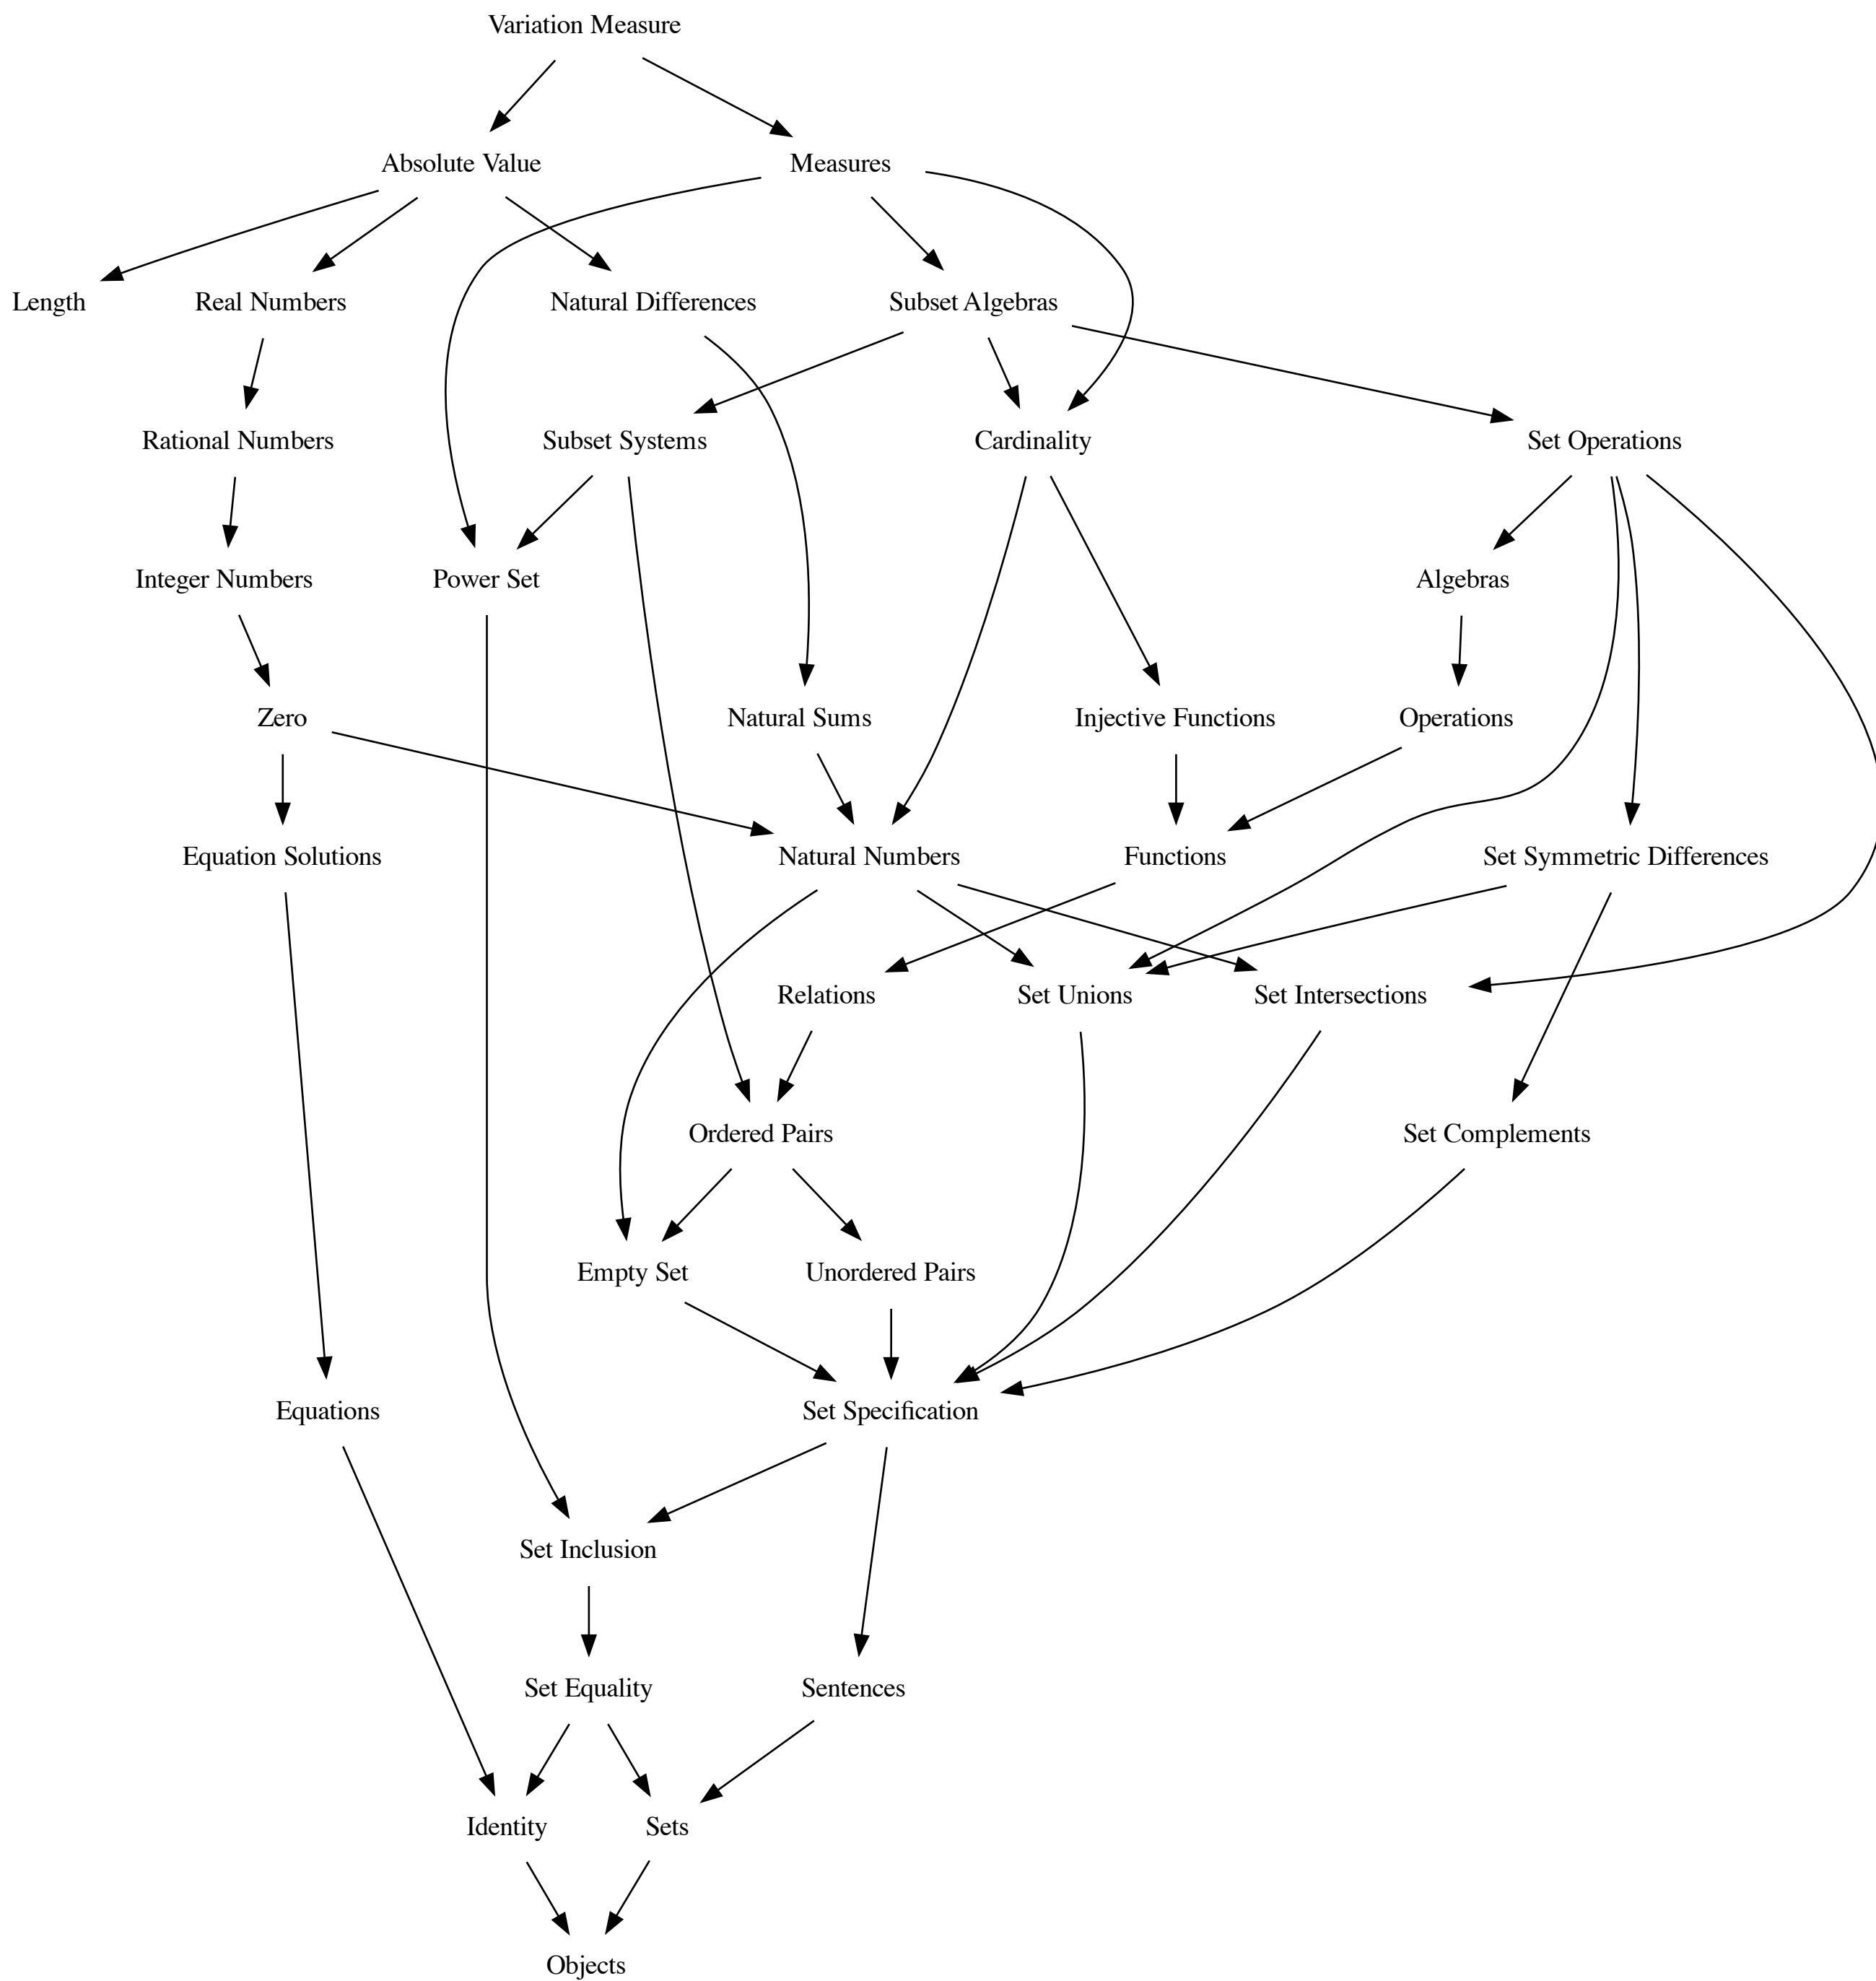 Variation Measure
Absolute Value
Measures
Length
Real Numbers
Natural Differences
Subset Algebras
Rational Numbers
Subset Systems
Cardinality
Set Operations
Integer Numbers
Power Set
Algebras
Zero
Natural Sums
Injective Functions
Operations
Equation Solutions
Natural Numbers
Functions
Set Symmetric Differences
Relations
Set Unions
Set Intersections
Ordered Pairs
Set Complements
Empty Set
Unordered Pairs
Equations
Set Specification
Set Inclusion
Set Equality
Sentences
Identity
Sets
Objects